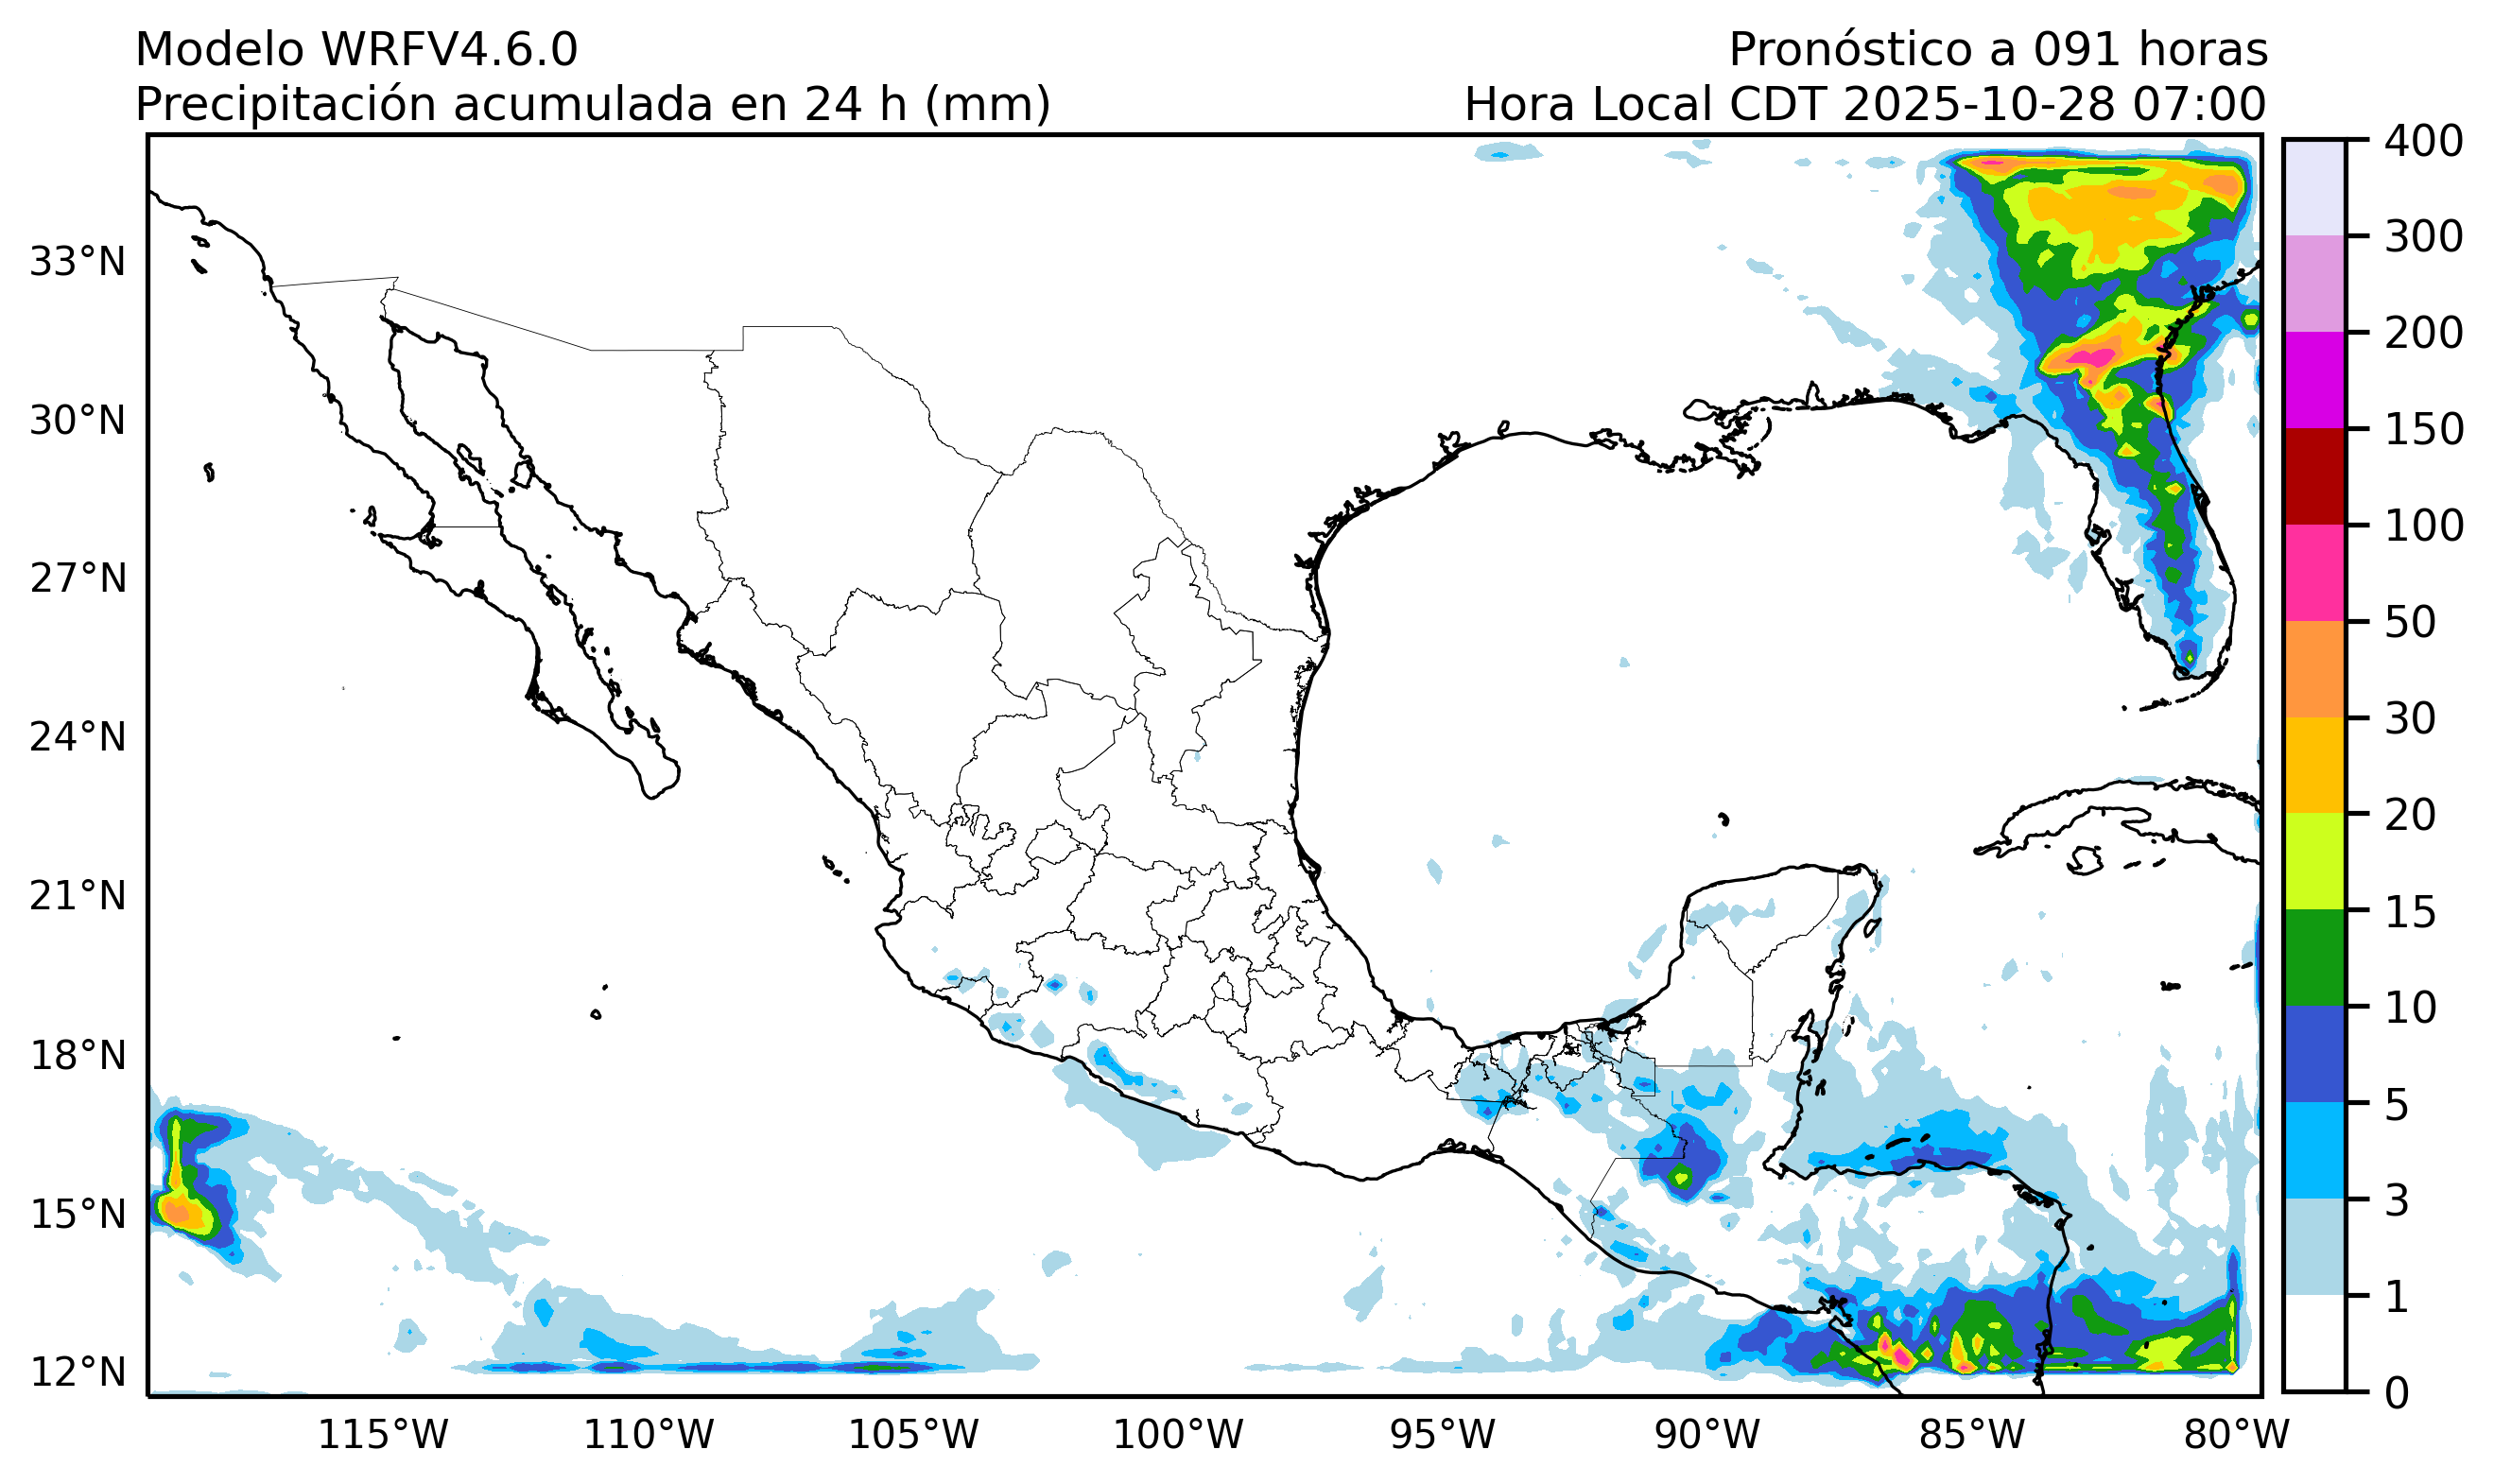 Modelo WRFV4.6.0
Pronóstico a 091 horas
Precipitación acumulada en 24 h (mm)
Hora Local CDT 2025-10-28 07:00
33°N
30°N
27°N
24°N
21°N
18°N
15°N
12°N
115°W
110°W
105°W
100°W
95°W
90°W
85°W
80°W
400
300
200
150
100
50
30
20
15
10
5
3
1
0